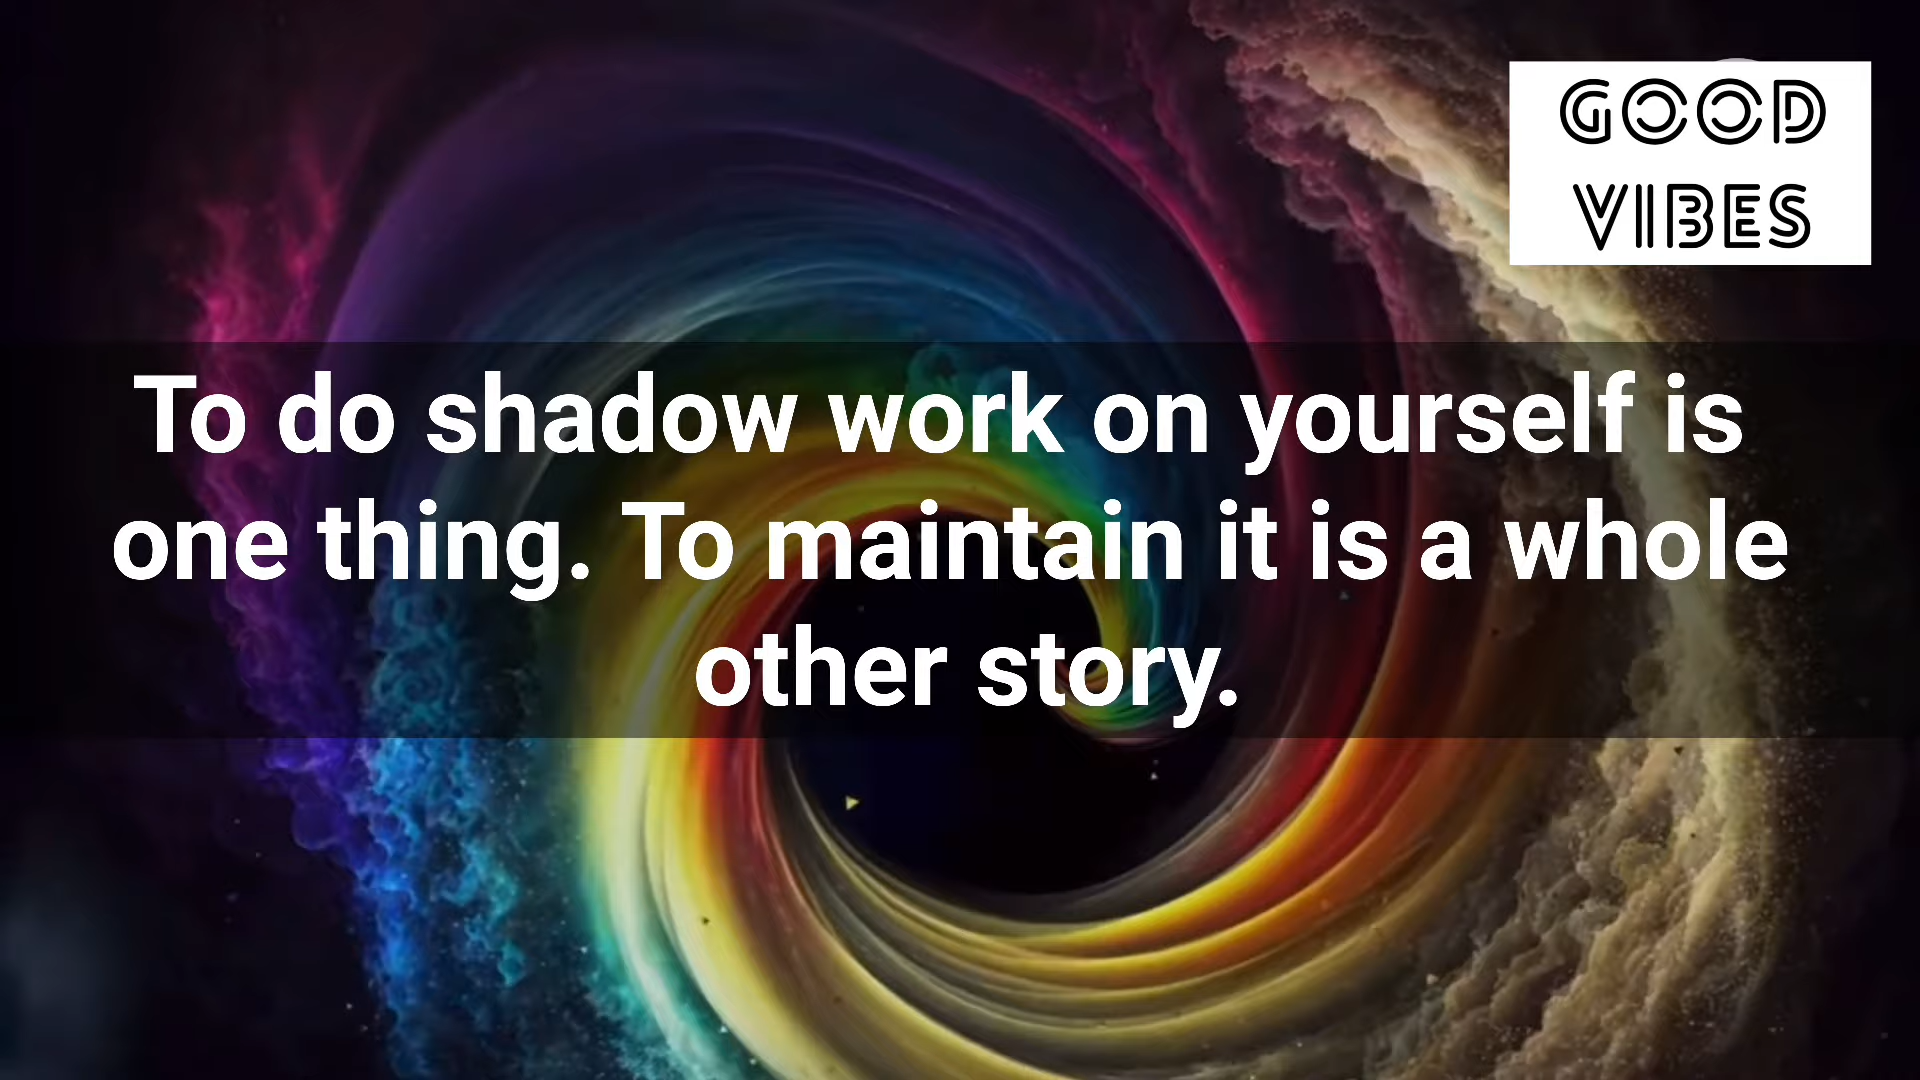 GOOD
VIBES
To do shadow work on yourself is
one thing. To maintain it is a whole
other story.